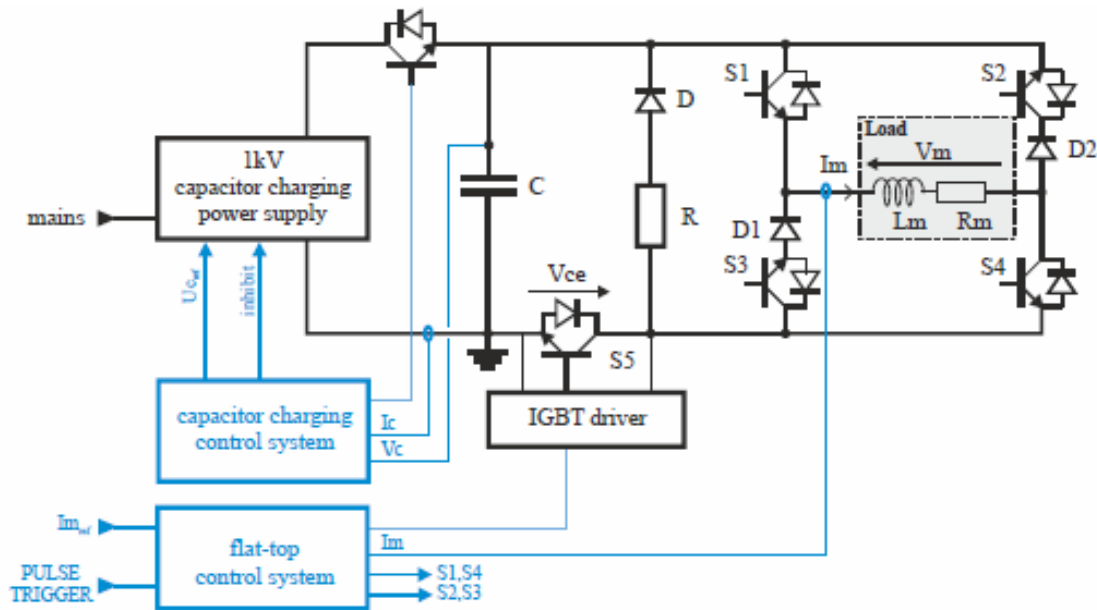 S1
S2
D
Load
Vm
D2
1kV
capacitor charging
power supply
Im
C
mains
R
D1
Lm
Rm
Vce
S3
S4
Uc_ref
inhibit
S5
capacitor charging
control system
Ic
Vc
IGBT driver
Im_ref
flat-top
control system
Im
PULSE
TRIGGER
S1,S4
S2,S3